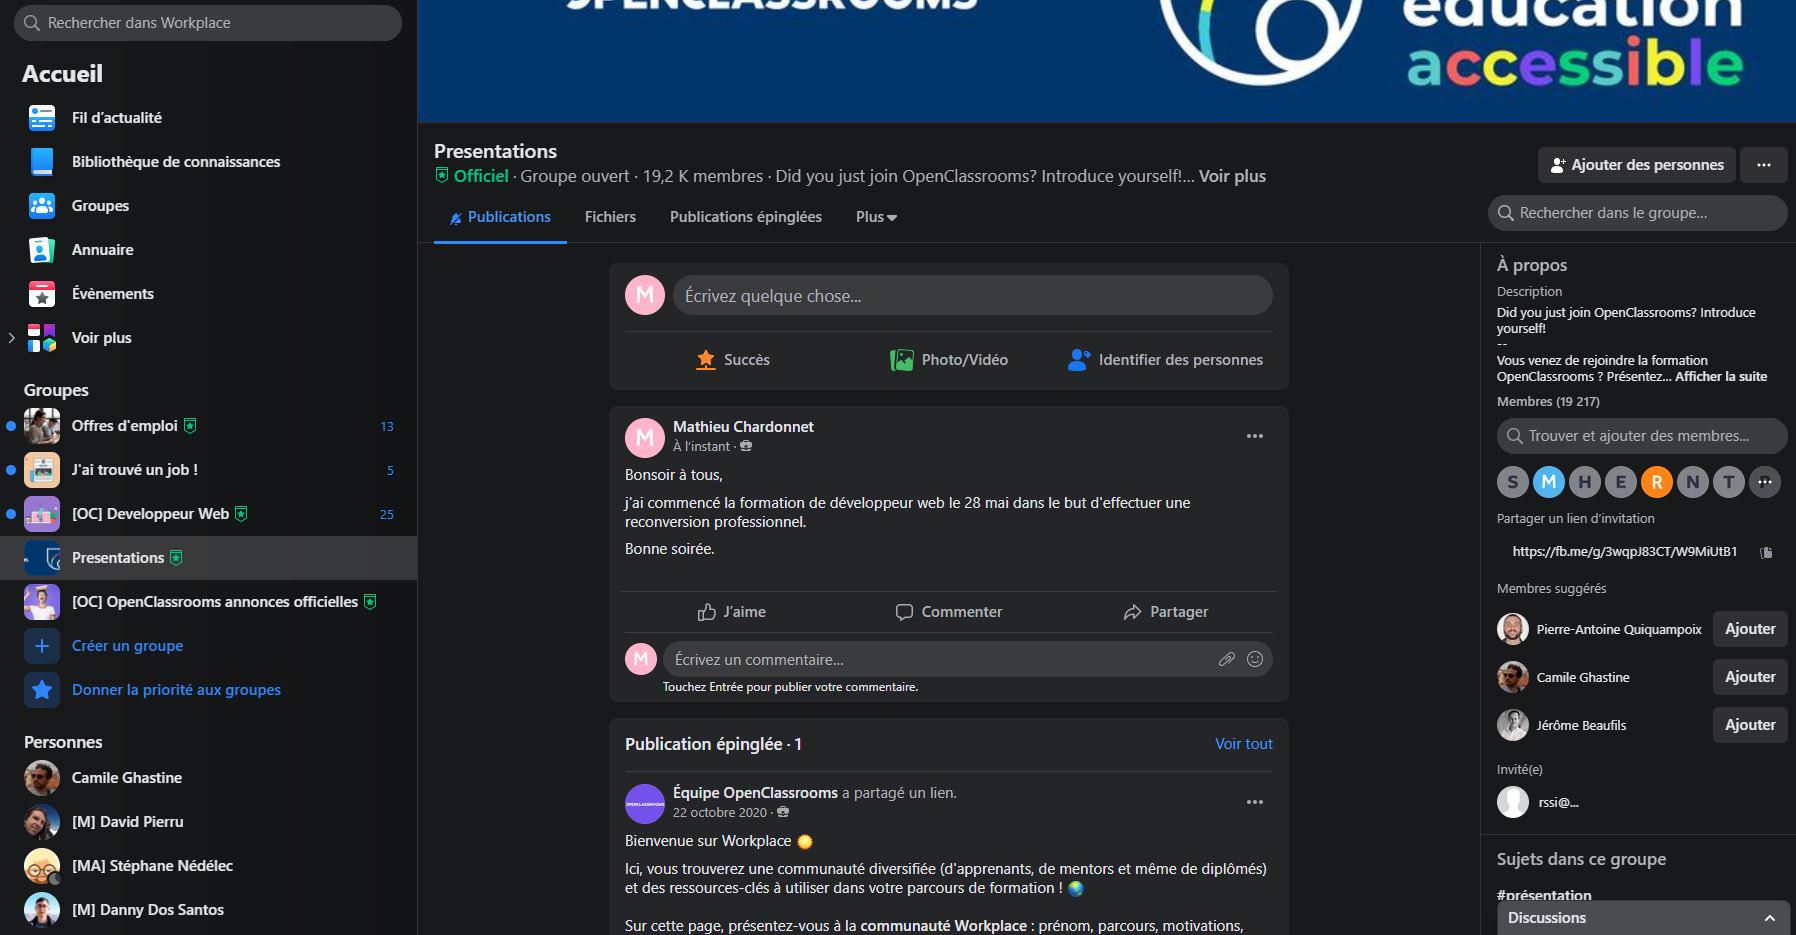 Rechercher dans Workplace
Accueil
Fil d'actualité
Bibliothèque de connaissances
Groupes
Annuaire
Évènements
Voir plus
Groupes
Offres d'emploi 13
J'ai trouvé un job ! 5
[OC] Developpeur Web 25
Presentations
[OC] OpenClassrooms annonces officielles
Créer un groupe
Donner la priorité aux groupes
Personnes
Camile Ghastine
[M] David Pierru
[MA] Stéphane Nédélec
[M] Danny Dos Santos
OPENCLASSROOMS
éducation
accessible
Presentations
Officiel · Groupe ouvert · 19,2 K membres · Did you just join OpenClassrooms? Introduce yourself!... Voir plus
Ajouter des personnes
Publications Fichiers Publications épinglées Plus
Rechercher dans le groupe...
M Écrivez quelque chose...
Succès Photo/Vidéo Identifier des personnes
M
Mathieu Chardonnet
À l'instant ·
Bonsoir à tous,
j'ai commencé la formation de développeur web le 28 mai dans le but d'effectuer une
reconversion professionnel.
Bonne soirée.
J'aime Commenter Partager
M Écrivez un commentaire...
Touchez Entrée pour publier votre commentaire.
Publication épinglée · 1 Voir tout
OPENCLASSROOMS
Équipe OpenClassrooms a partagé un lien.
22 octobre 2020 ·
Bienvenue sur Workplace
Ici, vous trouverez une communauté diversifiée (d'apprenants, de mentors et même de diplômés)
et des ressources-clés à utiliser dans votre parcours de formation !
Sur cette page, présentez-vous à la communauté Workplace : prénom, parcours, motivations,
À propos
Description
Did you just join OpenClassrooms? Introduce
yourself!
--
Vous venez de rejoindre la formation
OpenClassrooms ? Présentez... Afficher la suite
Membres (19 217)
Trouver et ajouter des membres...
S M H E R N T
Partager un lien d'invitation
https://fb.me/g/3wqpJ83CT/W9MiUtB1
Membres suggérés
Pierre-Antoine Quiquampoix Ajouter
Camile Ghastine Ajouter
Jérôme Beaufils Ajouter
Invité(e)
rssi@...
Sujets dans ce groupe
#présentation
Discussions